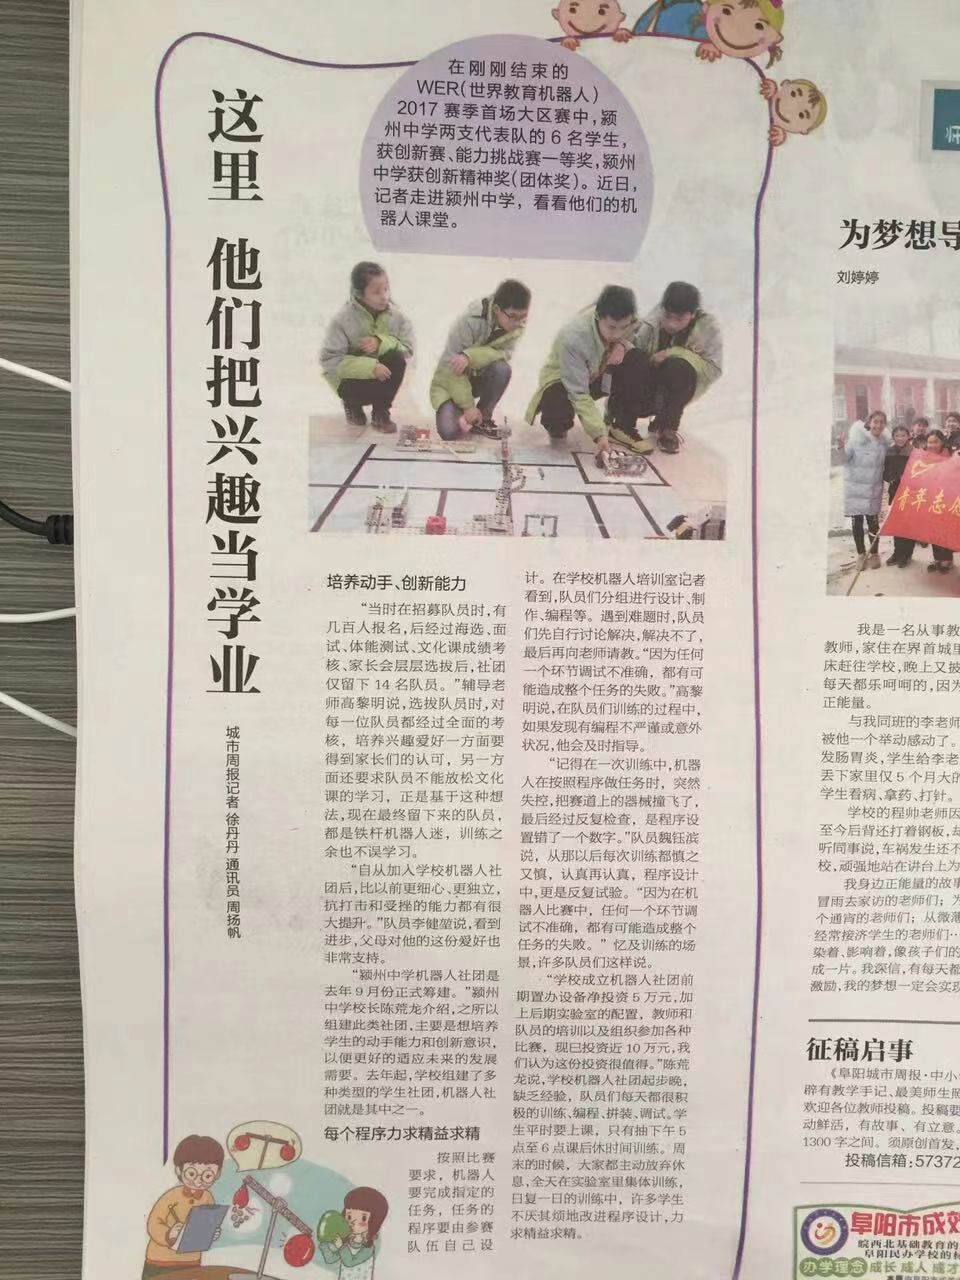 这里 他们把兴趣当学业
城市周报记者 徐丹丹 通讯员 周扬帆
在刚刚结束的
WER（世界教育机器人）
2017 赛季首场大区赛中，颍
州中学两支代表队的 6 名学生，
获创新赛、能力挑战赛一等奖，颍州
中学获创新精神奖（团体奖）。近日，
记者走进颍州中学，看看他们的机
器人课堂。
培养动手、创新能力
“当时在招募队员时，有
几百人报名，后经过海选、面
试、体能测试、文化课成绩考
核、家长会层层选拔后，社团
仅留下 14 名队员。”辅导老
师高黎明说，选拔队员时，对
每一位队员都经过全面的考
核，培养兴趣爱好一方面要
得到家长们的认可，另一方
面还要求队员不能放松文化
课的学习，正是基于这种想
法，现在最终留下来的队员，
都是铁杆机器人迷，训练之
余也不误学习。
“自从加入学校机器人社
团后，比以前更细心、更独立，
抗打击和受挫的能力都有很
大提升。”队员李健堃说，看到
进步，父母对他的这份爱好也
非常支持。
“颍州中学机器人社团是
去年 9 月份正式筹建。”颍州
中学校长陈荒龙介绍，之所以
组建此类社团，主要是想培养
学生的动手能力和创新意识，
以便更好的适应未来的发展
需要。去年起，学校组建了多
种类型的学生社团，机器人社
团就是其中之一。
每个程序力求精益求精
按照比赛
要求，机器人
要完成指定的
任务，任务的
程序要由参赛
队伍自己设
计。在学校机器人培训室记者
看到，队员们分组进行设计、制
作、编程等。遇到难题时，队员
们先自行讨论解决，解决不了，
最后再向老师请教。“因为任何
一个环节调试不准确，都有可
能造成整个任务的失败。”高黎
明说，在队员们训练的过程中，
如果发现有编程不严谨或意外
状况，他会及时指导。
“记得在一次训练中，机器
人在按照程序做任务时，突然
失控，把赛道上的器械撞飞了，
最后经过反复检查，是程序设
置错了一个数字。”队员魏钰滨
说，从那以后每次训练都慎之
又慎，认真再认真，程序设计
中，更是反复试验。“因为在机
器人比赛中，任何一个环节调
试不准确，都有可能造成整个
任务的失败。” 忆及训练的场
景，许多队员们这样说。
“学校成立机器人社团前
期置办设备净投资 5 万元，加
上后期实验室的配置，教师和
队员的培训以及组织参加各种
比赛，现已投资近 10 万元，我
们认为这份投资很值得。”陈荒
龙说，学校机器人社团起步晚，
缺乏经验，队员们每天都很积
极的训练、编程、拼装、调试。学
生平时要上课，只有抽下午 5
点至 6 点课后休时间训练。周
末的时候，大家都主动放弃休
息，全天在实验室里集体训练，
日复一日的训练中，许多学生
不厌其烦地改进程序设计，力
求精益求精。
为梦想导
刘婷婷
青年志愿
我是一名从事教
教师，家住在界首城里
床赶往学校，晚上又披
每天都乐呵呵的，因为
正能量。
与我同班的李老师
被他一个举动感动了。
发肠胃炎，学生给李老
丢下家里仅 5 个月大的
学生看病、拿药、打针。
学校的程帅老师因
至今后背还打着钢板，却
听同事说，车祸发生还不
校，顽强地站在讲台上为
我身边正能量的故事
冒雨去家访的老师们；为
个通宵的老师们；从微薄
经常接济学生的老师们…
染着、影响着，像孩子们的
成一片。我深信，有每天都
激励，我的梦想一定会实现
征稿启事
《阜阳城市周报·中小
辟有教学手记、最美师生照
欢迎各位教师投稿。投稿要
动鲜活，有故事、有立意。
1300 字之间。须原创首发，
投稿信箱：57372
阜阳市成效
皖西北基础教育的
阜阳民办学校的
办学理念 成长 成人 成才